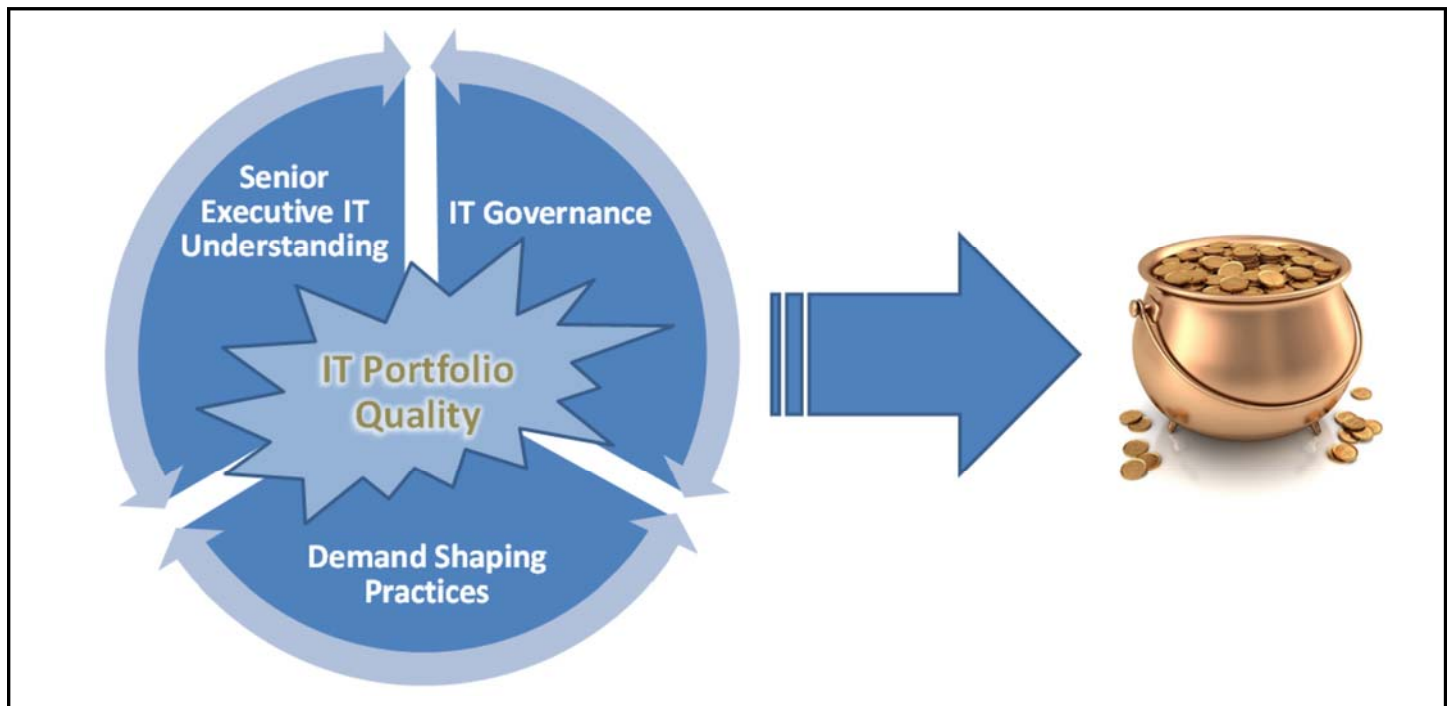 Senior
Executive IT
Understanding
IT Governance
IT Portfolio
Quality
Demand Shaping
Practices